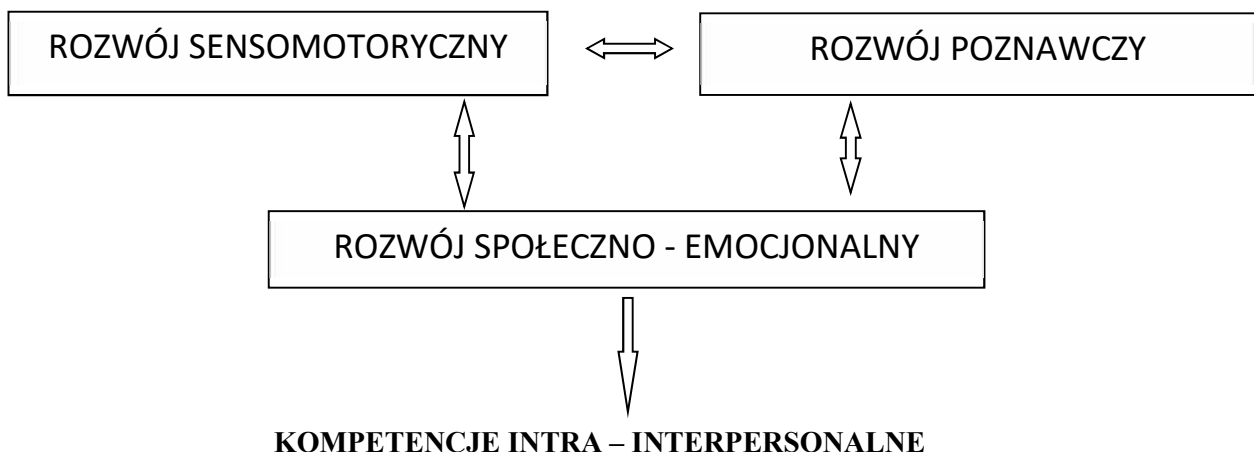 ROZWÓJ SENSOMOTORYCZNY
ROZWÓJ POZNAWCZY
ROZWÓJ SPOŁECZNO - EMOCJONALNY
KOMPETENCJE INTRA – INTERPERSONALNE